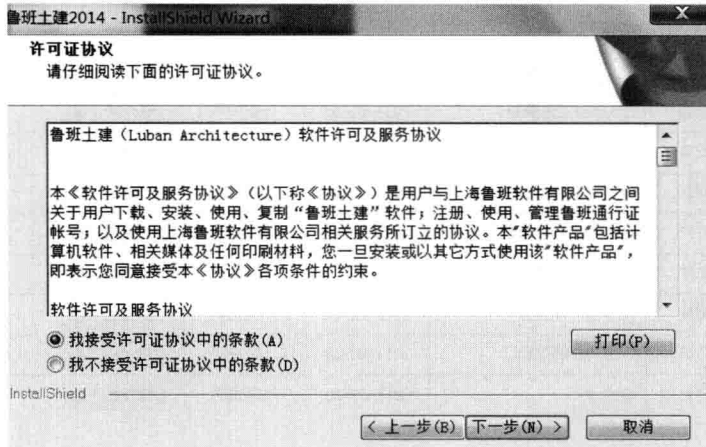 鲁班土建2014 - InstallShield Wizard
许可证协议
请仔细阅读下面的许可证协议。
鲁班土建（Luban Architecture）软件许可及服务协议
本《软件许可及服务协议》（以下称《协议》）是用户与上海鲁班软件有限公司之间
关于用户下载、安装、使用、复制“鲁班土建”软件；注册、使用、管理鲁班通行证
帐号；以及使用上海鲁班软件有限公司相关服务所订立的协议。本"软件产品"包括计
算机软件、相关媒体及任何印刷材料，您一旦安装或以其它方式使用该"软件产品"，
即表示您同意接受本《协议》各项条件的约束。
软件许可及服务协议
我接受许可证协议中的条款(A)
打印(P)
我不接受许可证协议中的条款(D)
InstallShield
< 上一步(B) 下一步(N) > 取消